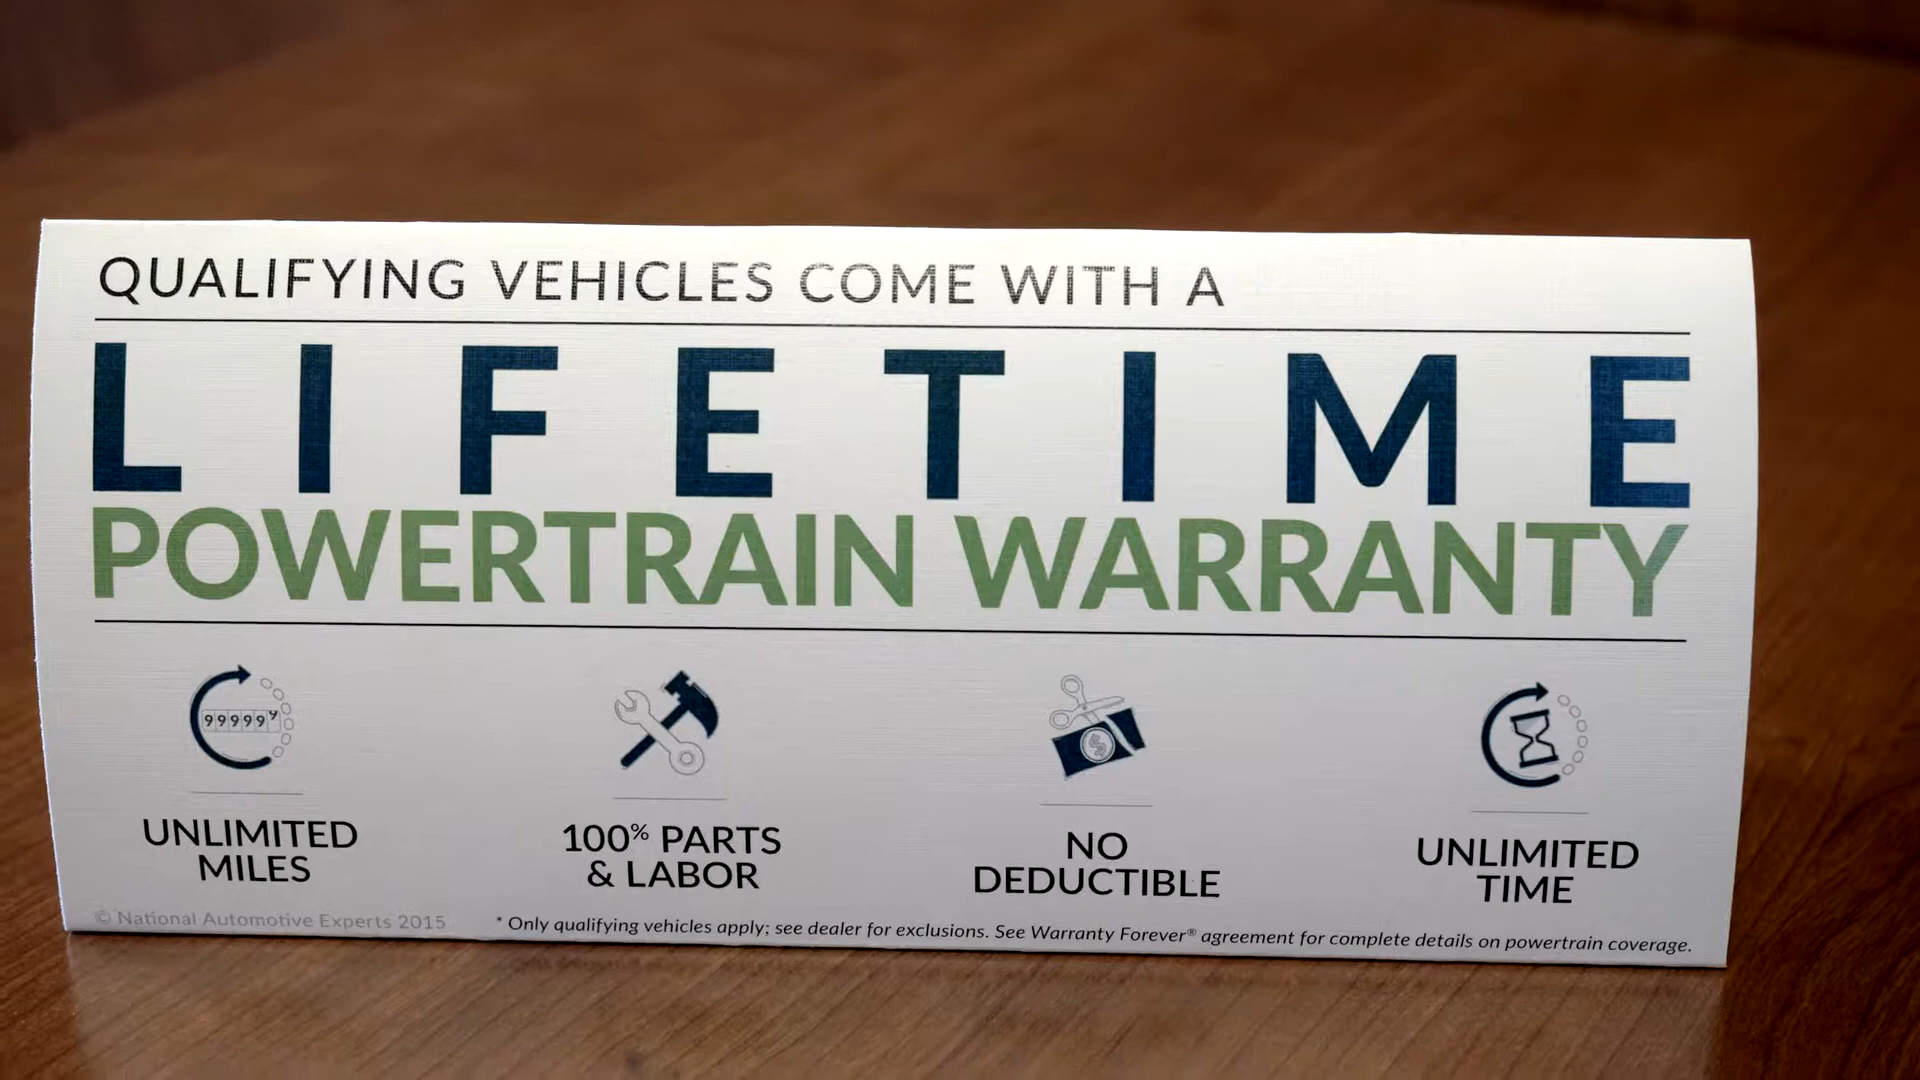 QUALIFYING VEHICLES COME WITH A
LIFETIME
POWERTRAIN WARRANTY
999999
UNLIMITED
MILES
100% PARTS
& LABOR
$
NO
DEDUCTIBLE
UNLIMITED
TIME
© National Automotive Experts 2015
* Only qualifying vehicles apply; see dealer for exclusions. See Warranty Forever® agreement for complete details on powertrain coverage.